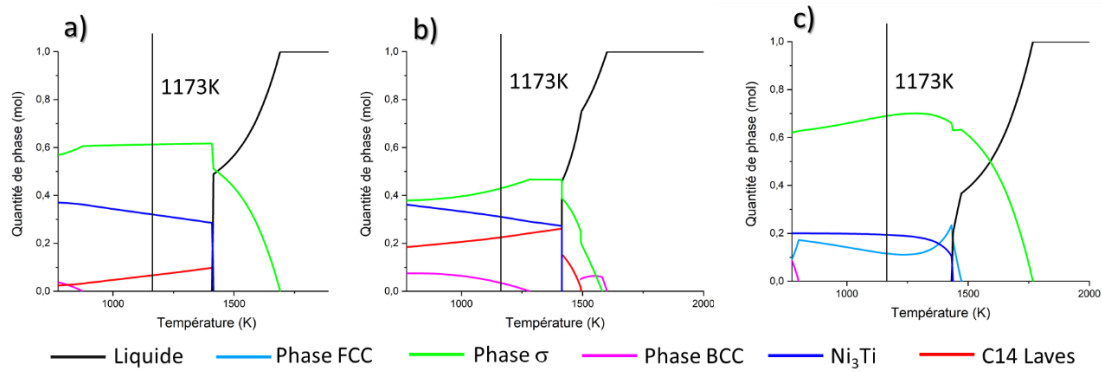 a)
1,0
0,8
0,6
0,4
0,2
0,0
Quantité de phase (mol)
1173K
1000
1500
Température (K)
b)
1,0
0,8
0,6
0,4
0,2
0,0
Quantité de phase (mol)
1173K
1000
1500
2000
Température (K)
c)
1,0
0,8
0,6
0,4
0,2
0,0
Quantité de phase (mol)
1173K
1000
1500
2000
Température (K)
Liquide Phase FCC Phase σ Phase BCC Ni₃Ti C14 Laves